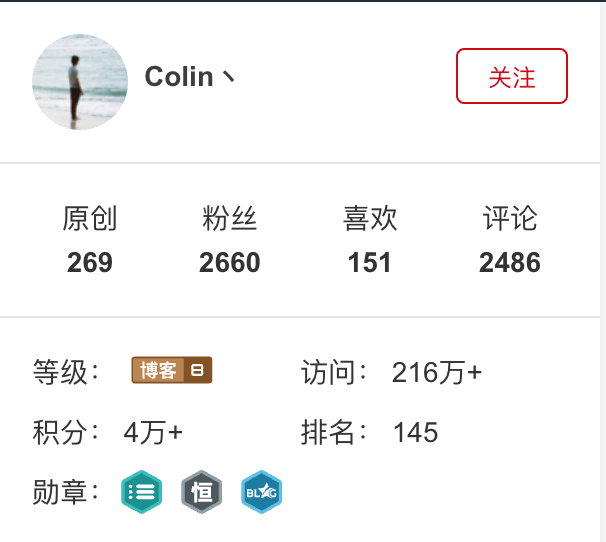 Colin丶
关注
原创 粉丝 喜欢 评论
269 2660 151 2486
等级： 博客 8 访问： 216万+
积分： 4万+ 排名： 145
勋章： 恒 BLOG